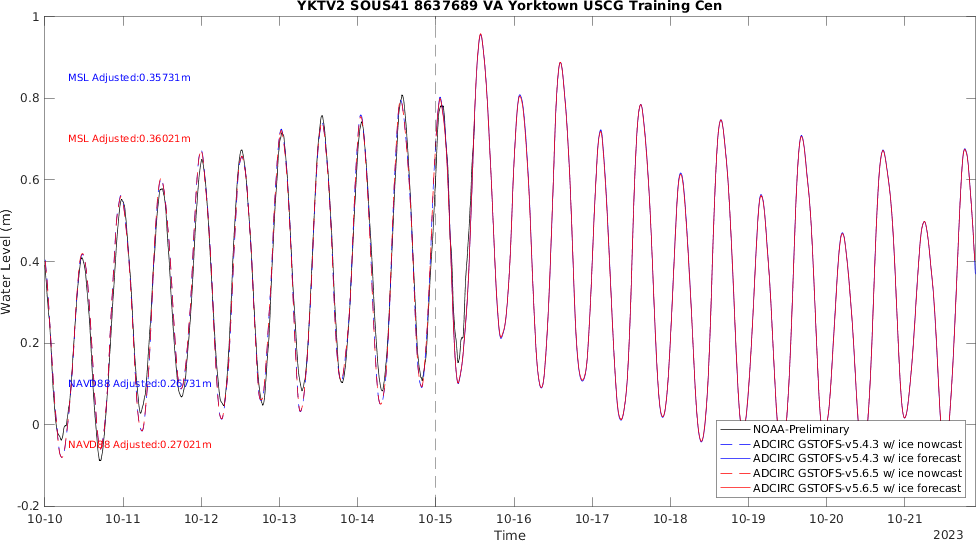 YKTV2 SOUS41 8637689 VA Yorktown USCG Training Cen
1
MSL Adjusted:0.35731m
0.8
MSL Adjusted:0.36021m
0.6
0.4
Water Level (m)
0.2
NAVD88 Adjusted:0.26731m
0
NAVD88 Adjusted:0.27021m
NOAA-Preliminary
ADCIRC GSTOFS-v5.4.3 w/ ice nowcast
ADCIRC GSTOFS-v5.4.3 w/ ice forecast
ADCIRC GSTOFS-v5.6.5 w/ ice nowcast
ADCIRC GSTOFS-v5.6.5 w/ ice forecast
-0.2
10-10 10-11 10-12 10-13 10-14 10-15 10-16 10-17 10-18 10-19 10-20 10-21
Time
2023